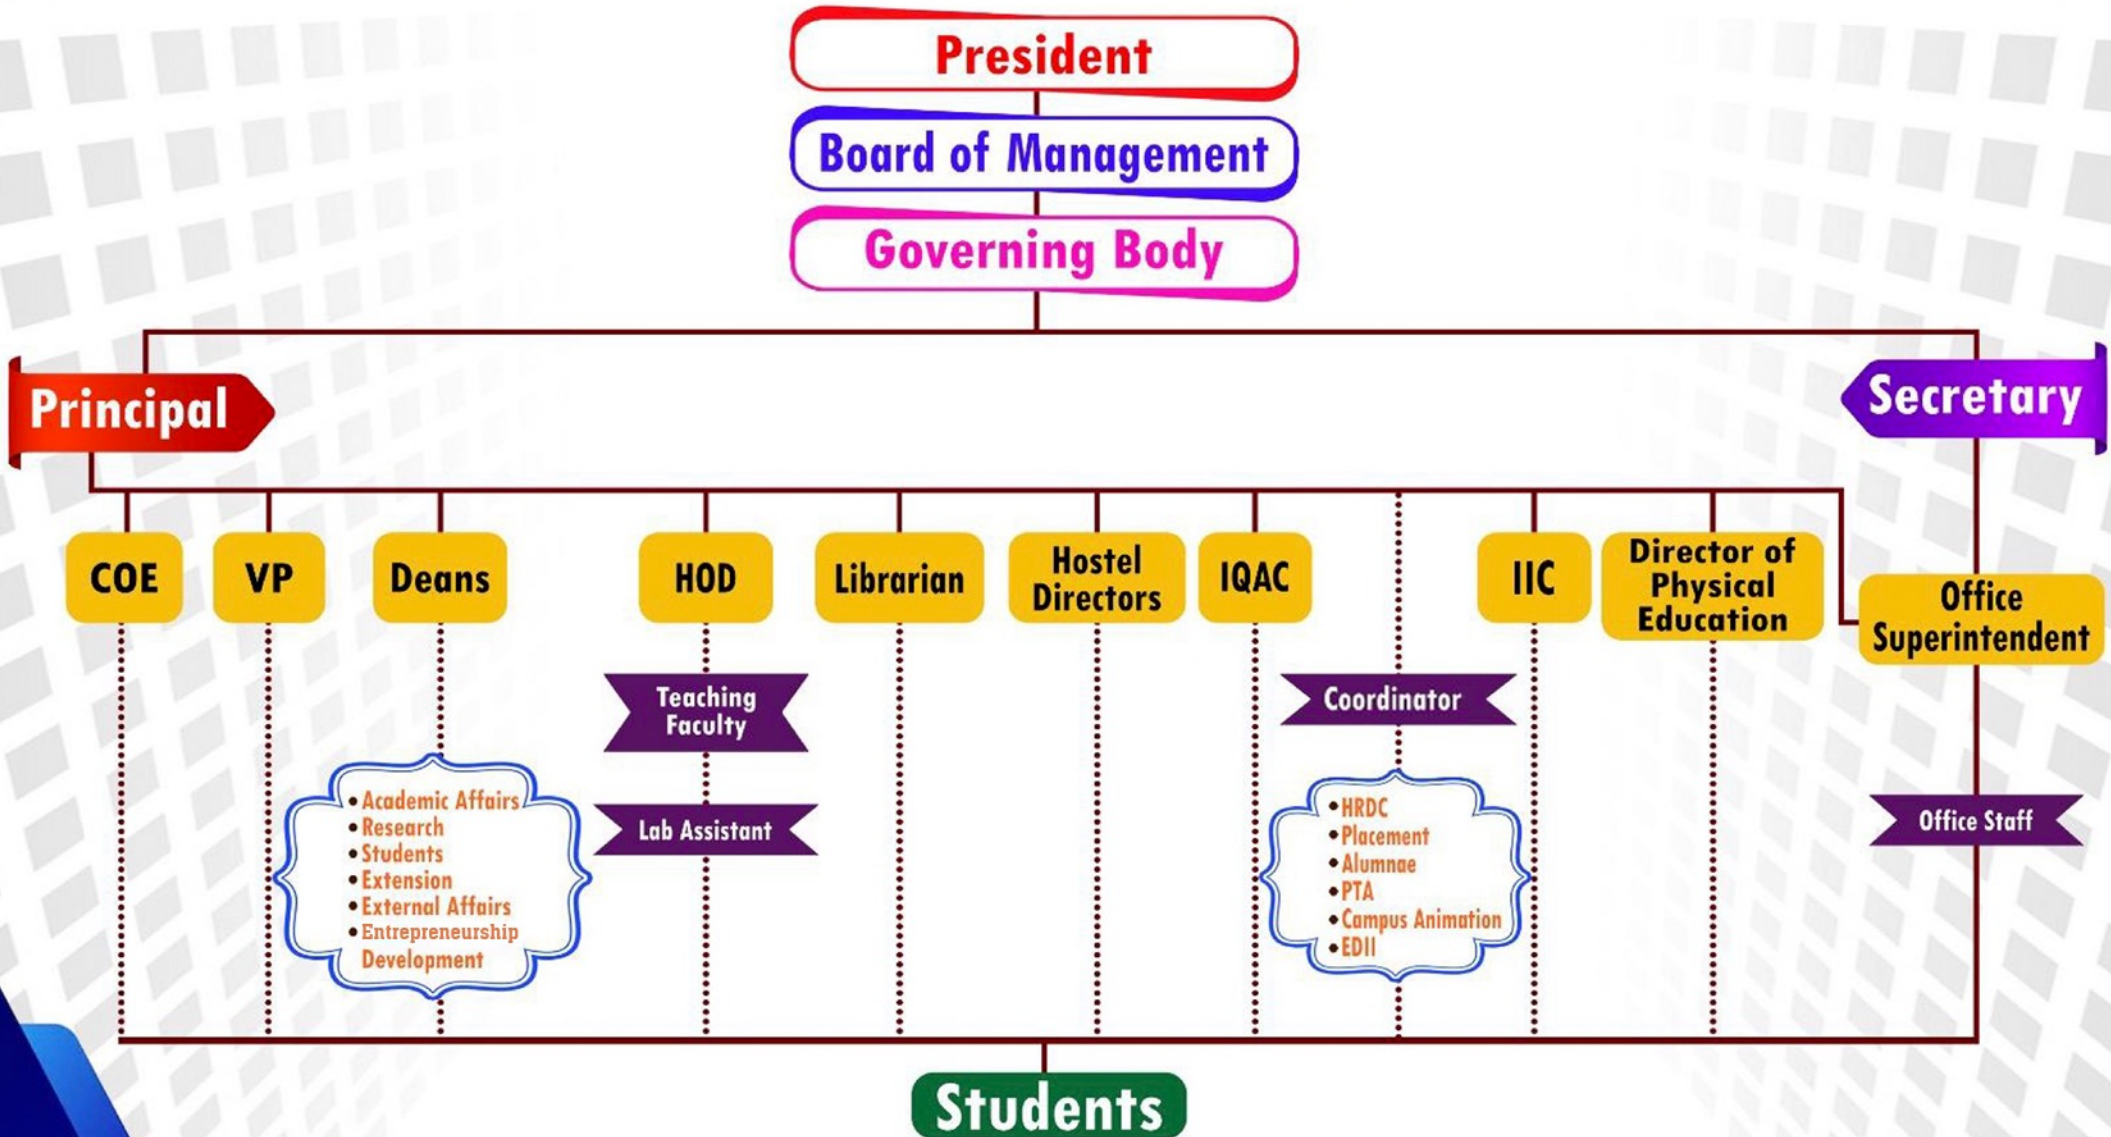 President
Board of Management
Governing Body
Principal
Secretary
COE
VP
Deans
HOD
Librarian
Hostel
Directors
IQAC
IIC
Director of
Physical
Education
Office
Superintendent
Teaching
Faculty
Lab Assistant
Coordinator
Office Staff
• Academic Affairs
• Research
• Students
• Extension
• External Affairs
• Entrepreneurship
Development
• HRDC
• Placement
• Alumnae
• PTA
• Campus Animation
• EDII
Students